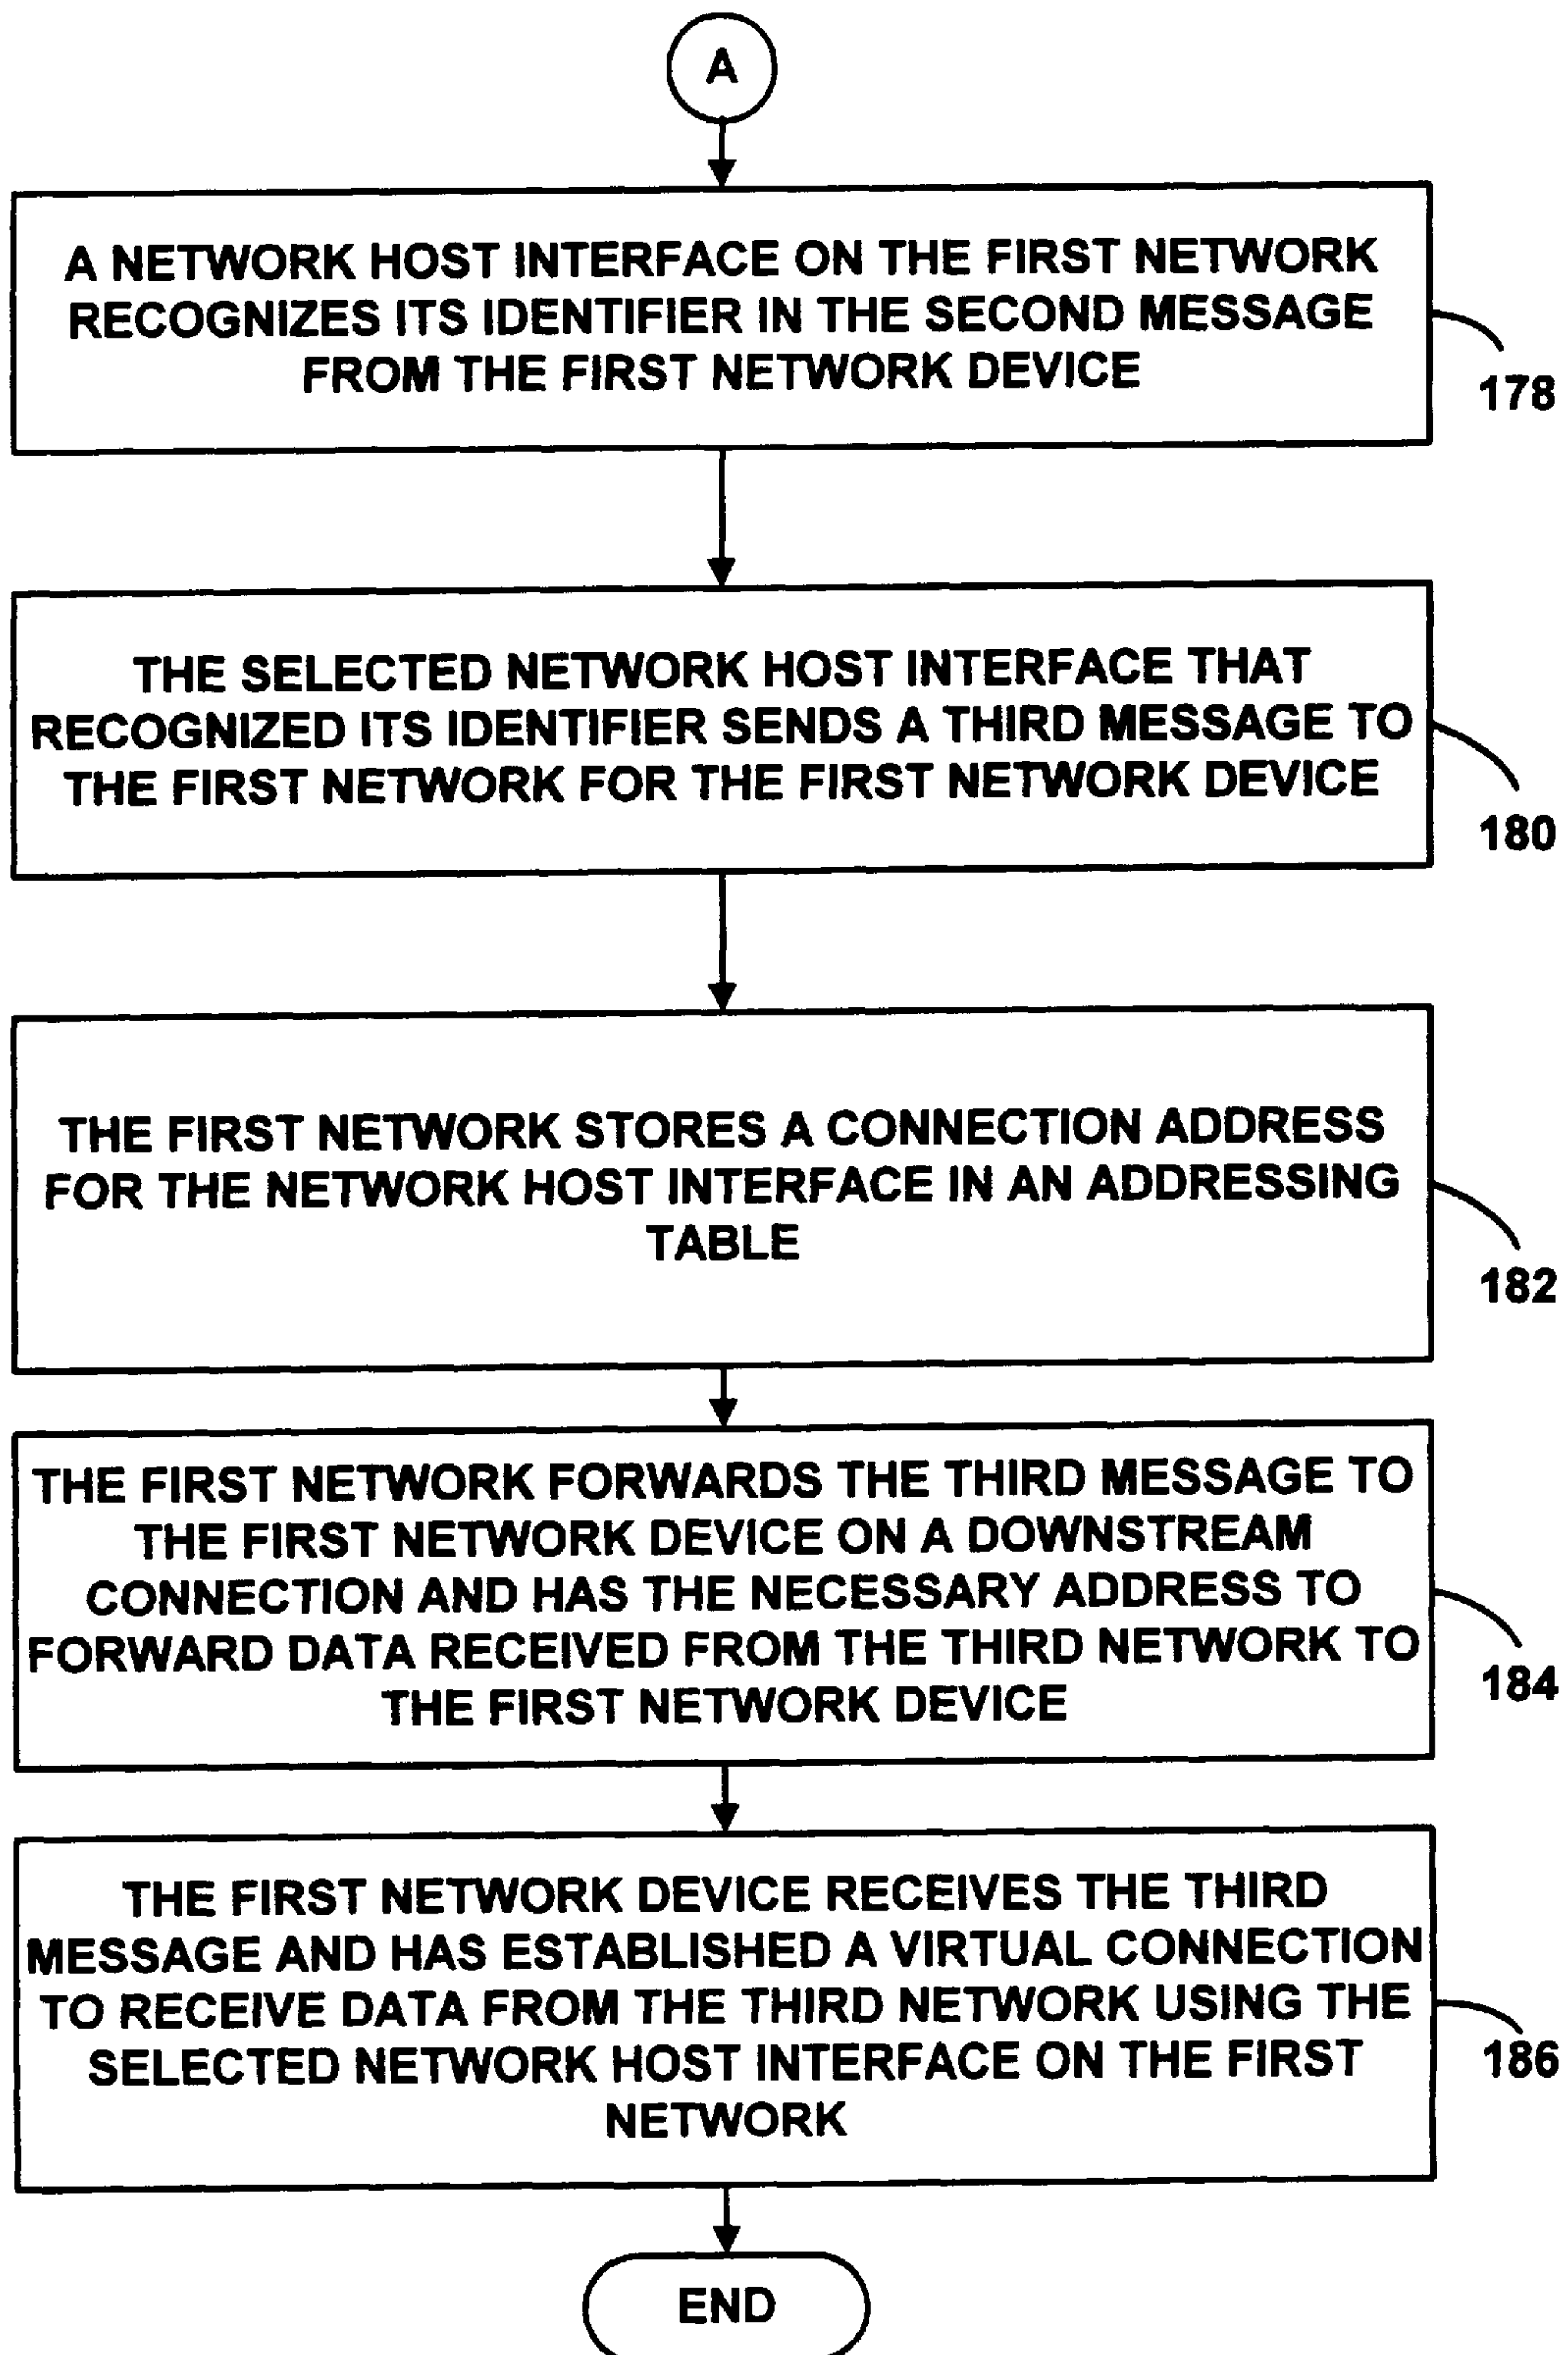 A
A NETWORK HOST INTERFACE ON THE FIRST NETWORK
RECOGNIZES ITS IDENTIFIER IN THE SECOND MESSAGE
FROM THE FIRST NETWORK DEVICE
178
THE SELECTED NETWORK HOST INTERFACE THAT
RECOGNIZED ITS IDENTIFIER SENDS A THIRD MESSAGE TO
THE FIRST NETWORK FOR THE FIRST NETWORK DEVICE
180
THE FIRST NETWORK STORES A CONNECTION ADDRESS
FOR THE NETWORK HOST INTERFACE IN AN ADDRESSING
TABLE
182
THE FIRST NETWORK FORWARDS THE THIRD MESSAGE TO
THE FIRST NETWORK DEVICE ON A DOWNSTREAM
CONNECTION AND HAS THE NECESSARY ADDRESS TO
FORWARD DATA RECEIVED FROM THE THIRD NETWORK TO
THE FIRST NETWORK DEVICE
184
THE FIRST NETWORK DEVICE RECEIVES THE THIRD
MESSAGE AND HAS ESTABLISHED A VIRTUAL CONNECTION
TO RECEIVE DATA FROM THE THIRD NETWORK USING THE
SELECTED NETWORK HOST INTERFACE ON THE FIRST
NETWORK
186
END